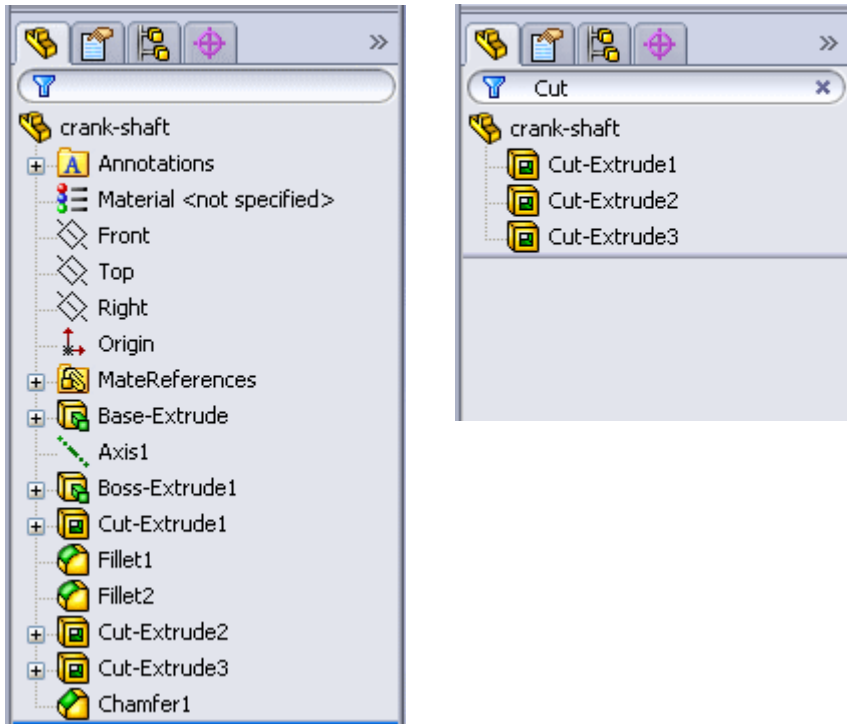 crank-shaft
Annotations
Material <not specified>
Front
Top
Right
Origin
MateReferences
Base-Extrude
Axis1
Boss-Extrude1
Cut-Extrude1
Fillet1
Fillet2
Cut-Extrude2
Cut-Extrude3
Chamfer1
Cut
crank-shaft
Cut-Extrude1
Cut-Extrude2
Cut-Extrude3